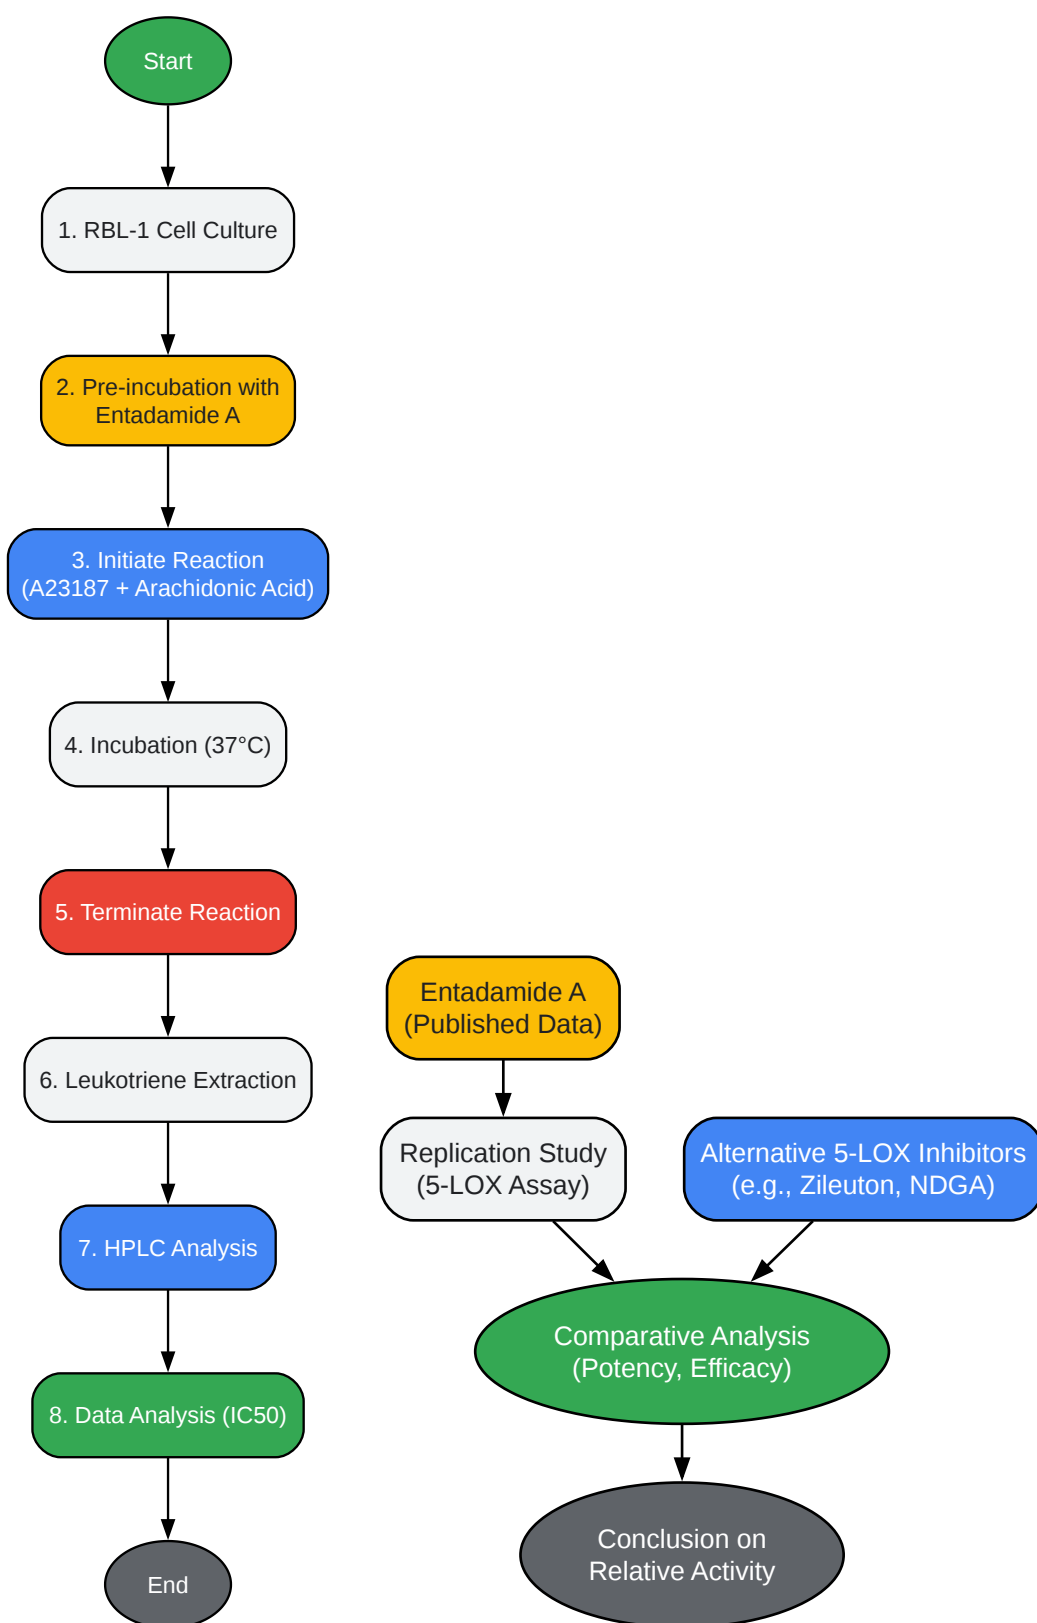 Start
1. RBL-1 Cell Culture
2. Pre-incubation with
Entadamide A
3. Initiate Reaction
(A23187 + Arachidonic Acid)
4. Incubation (37°C)
5. Terminate Reaction
6. Leukotriene Extraction
7. HPLC Analysis
8. Data Analysis (IC50)
End
Entadamide A
(Published Data)
Replication Study
(5-LOX Assay)
Alternative 5-LOX Inhibitors
(e.g., Zileuton, NDGA)
Comparative Analysis
(Potency, Efficacy)
Conclusion on
Relative Activity